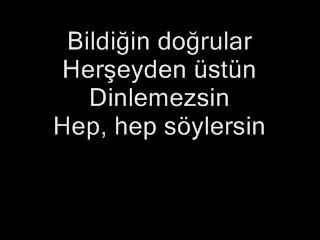 Bildiğin doğrular
Herşeyden üstün
Dinlemezsin
Hep, hep söylersin